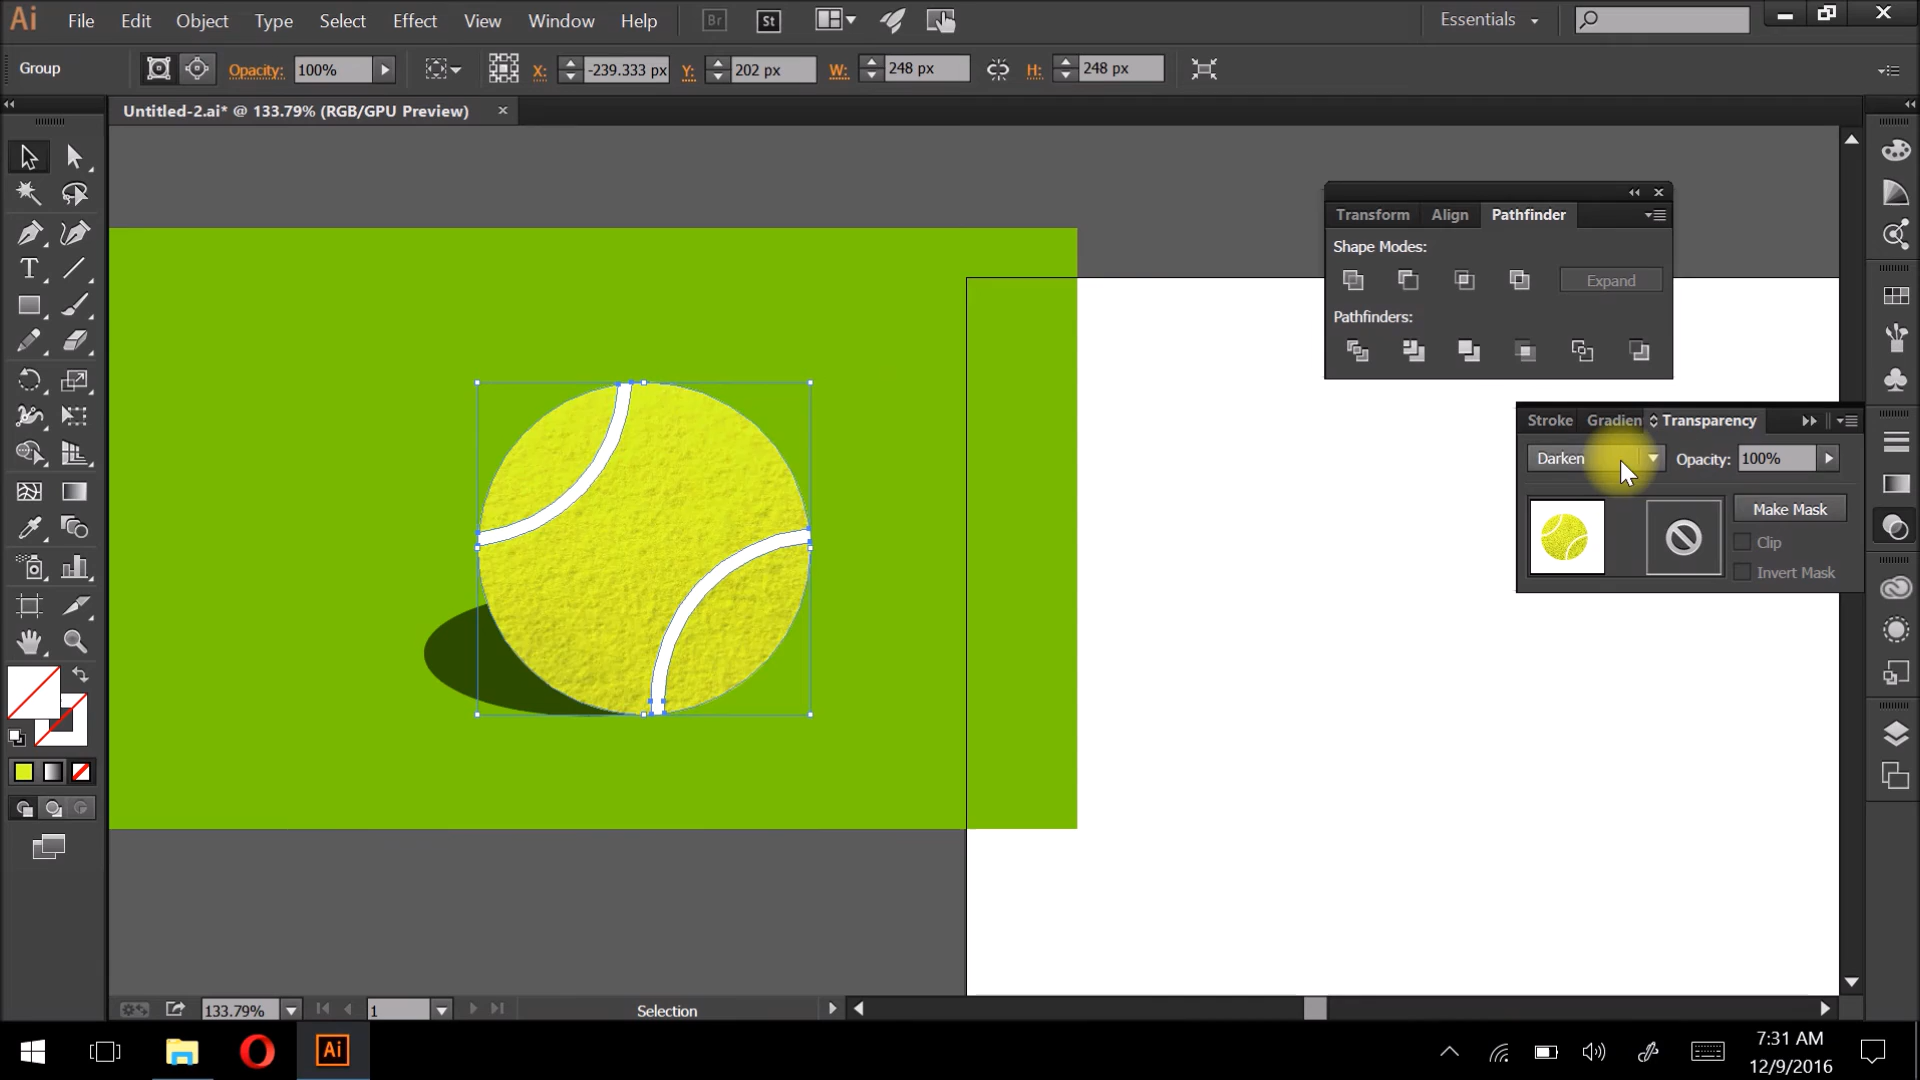 Ai File Edit Object Type Select Effect View Window Help Br St Essentials
Group Opacity: 100% X: -239.333 px Y: 202 px W: 248 px H: 248 px
Untitled-2.ai* @ 133.79% (RGB/GPU Preview)
Transform Align Pathfinder
Shape Modes:
Expand
Pathfinders:
Stroke Gradien Transparency
Darken Opacity: 100%
Make Mask
Clip
Invert Mask
133.79% 1 Selection
Ai
7:31 AM
12/9/2016